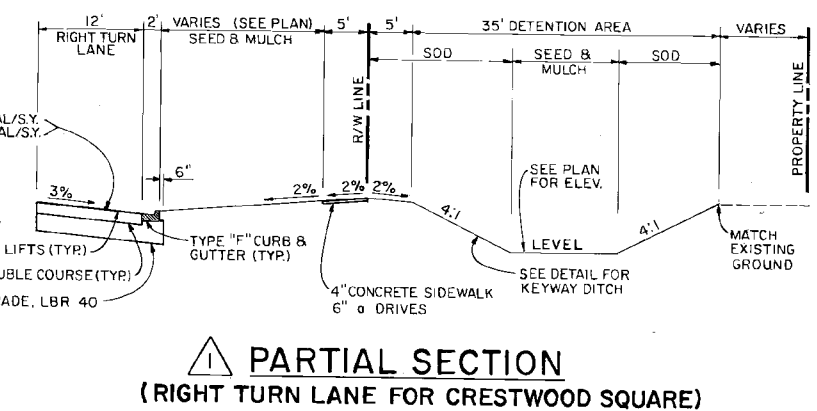 12'
RIGHT TURN
LANE
2'
VARIES (SEE PLAN)
SEED & MULCH
5'
5'
35' DETENTION AREA
VARIES
SOD
SEED &
MULCH
SOD
R/W LINE
PROPERTY LINE
AL/S.Y.
AL/S.Y.
6"
3%
2%
2%
2%
4:1
SEE PLAN
FOR ELEV.
4:1
LEVEL
MATCH
EXISTING
GROUND
LIFTS (TYP.)
TYPE "F" CURB &
GUTTER (TYP.)
UBLE COURSE (TYP.)
RADE, LBR 40
4" CONCRETE SIDEWALK
6" @ DRIVES
SEE DETAIL FOR
KEYWAY DITCH
1 PARTIAL SECTION
(RIGHT TURN LANE FOR CRESTWOOD SQUARE)